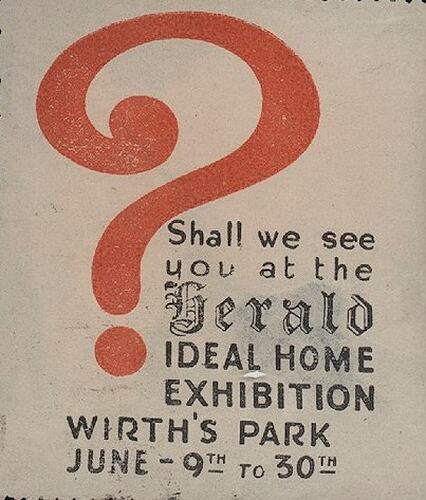 ?
Shall we see
you at the
Herald
IDEAL HOME
EXHIBITION
WIRTH'S PARK
JUNE - 9TH TO 30TH